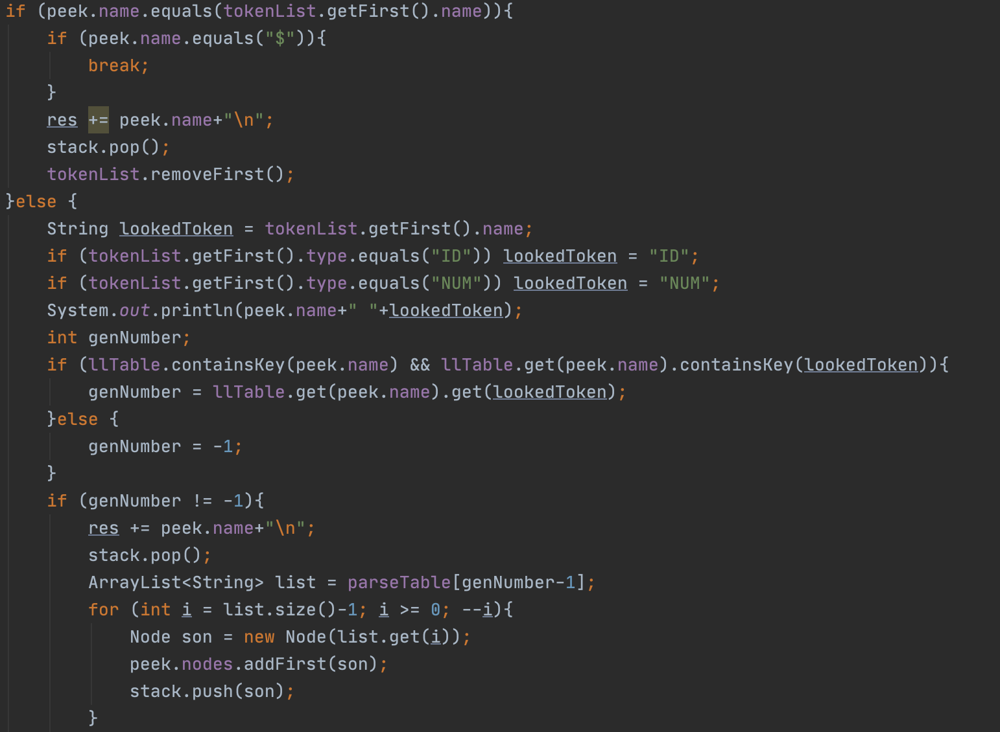 if (peek.name.equals(tokenList.getFirst().name)){
    if (peek.name.equals("$")){
        break;
    }
    res += peek.name+"\n";
    stack.pop();
    tokenList.removeFirst();
}else {
    String lookedToken = tokenList.getFirst().name;
    if (tokenList.getFirst().type.equals("ID")) lookedToken = "ID";
    if (tokenList.getFirst().type.equals("NUM")) lookedToken = "NUM";
    System.out.println(peek.name+" "+lookedToken);
    int genNumber;
    if (llTable.containsKey(peek.name) && llTable.get(peek.name).containsKey(lookedToken)){
        genNumber = llTable.get(peek.name).get(lookedToken);
    }else {
        genNumber = -1;
    }
    if (genNumber != -1){
        res += peek.name+"\n";
        stack.pop();
        ArrayList<String> list = parseTable[genNumber-1];
        for (int i = list.size()-1; i >= 0; --i){
            Node son = new Node(list.get(i));
            peek.nodes.addFirst(son);
            stack.push(son);
        }